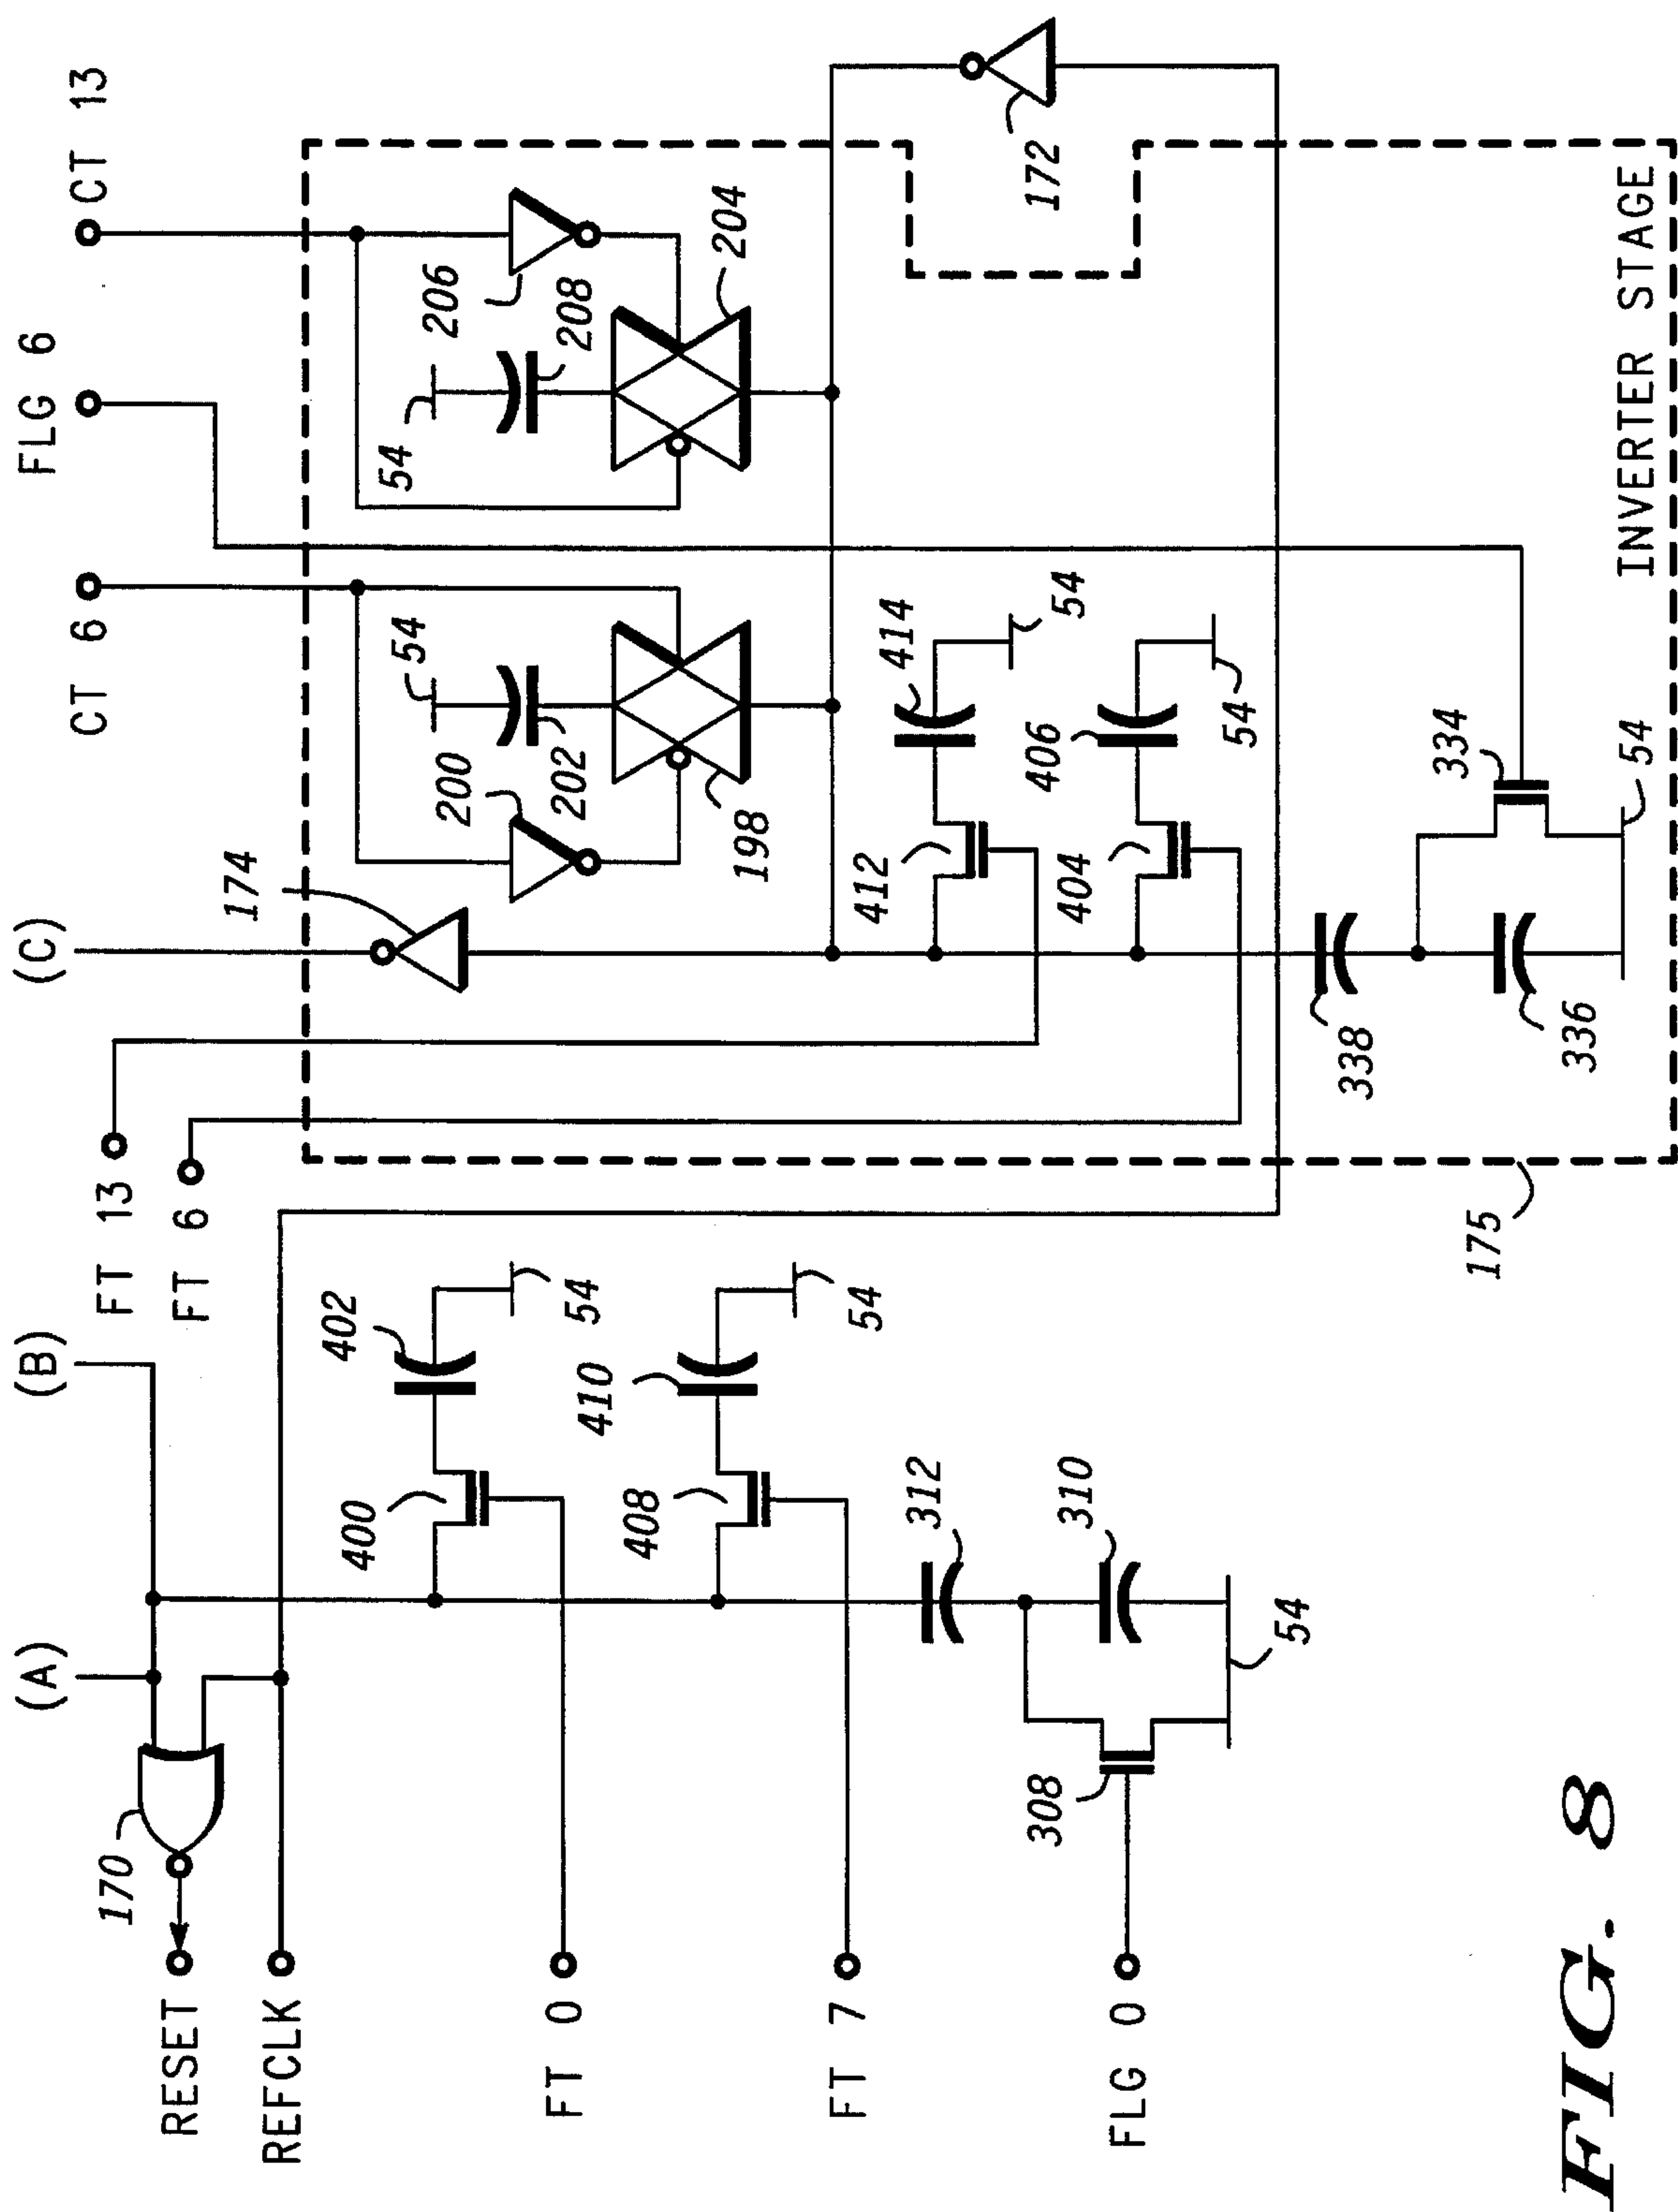 (A)
(B)
(C)
CT 6
FLG 6
CT 13
FT 13
FT 6
170
RESET
REFCLK
FT 0
FT 7
FLG 0
400
402
54
408
410
54
312
310
308
54
174
200
202
54
198
206
208
54
204
172
412
414
54
404
406
54
338
336
334
54
175
INVERTER STAGE
FIG. 8